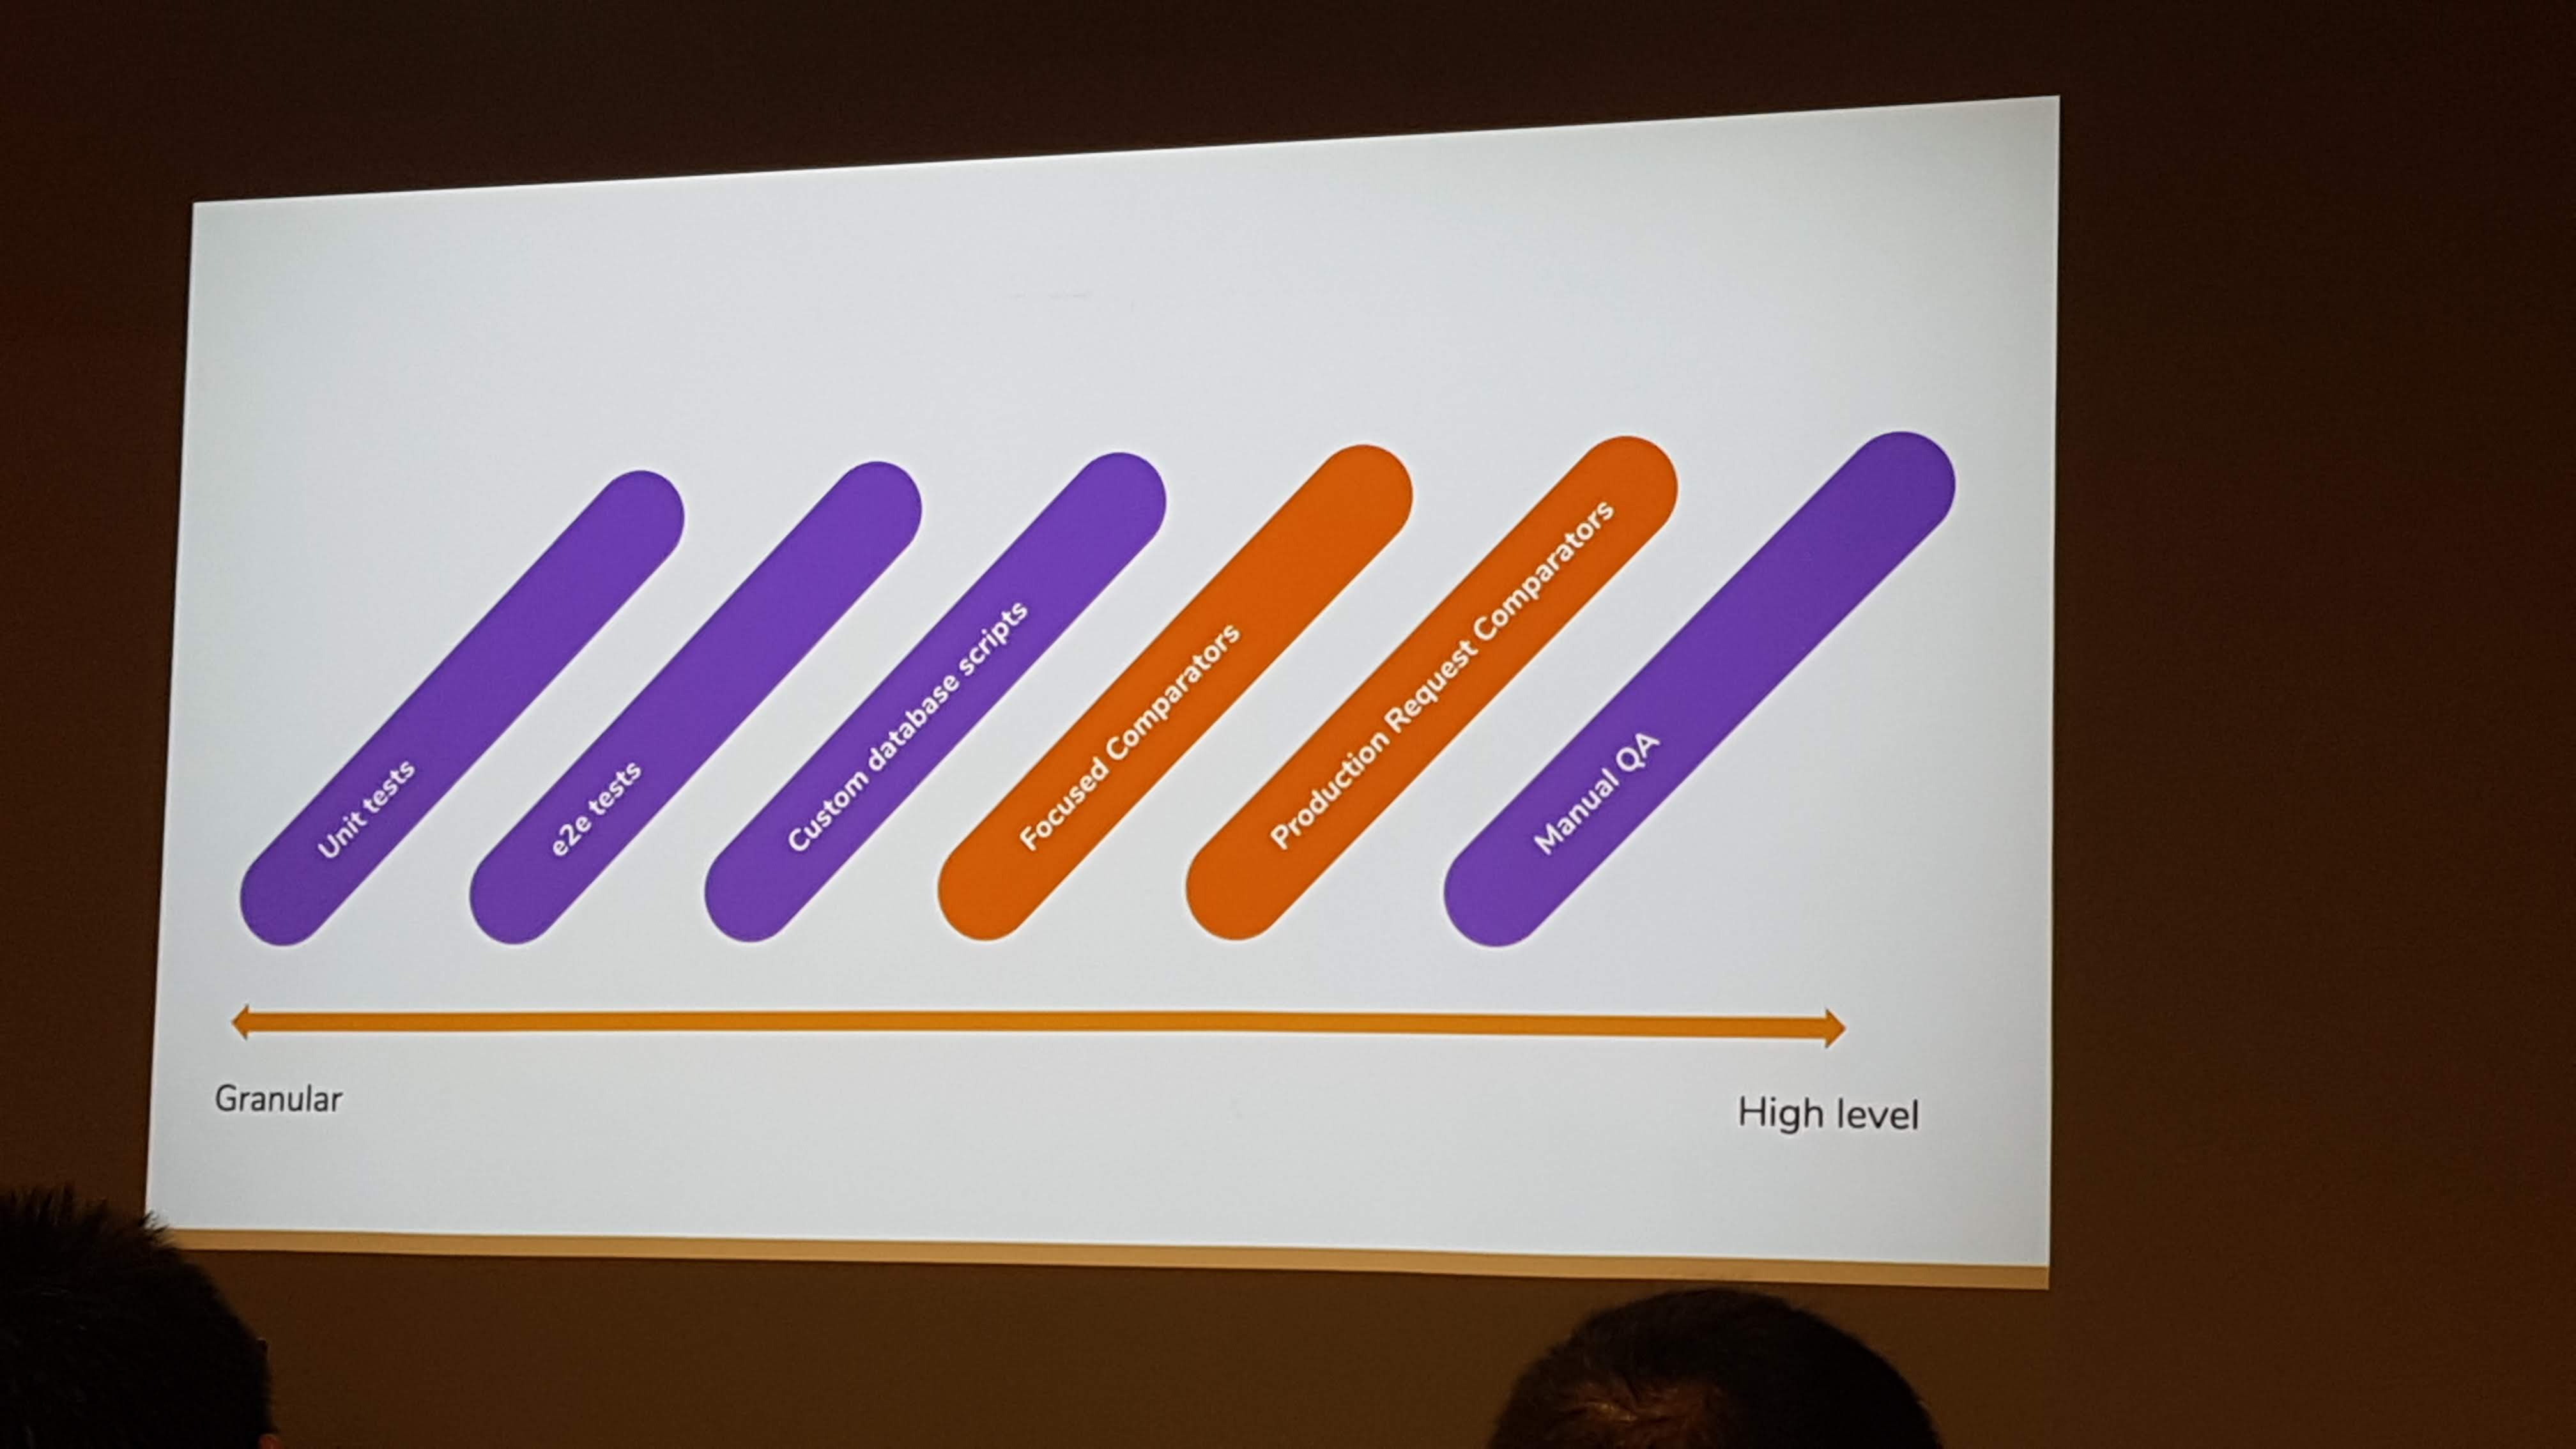 Unit tests
e2e tests
Custom database scripts
Focused Comparators
Production Request Comparators
Manual QA
Granular
High level